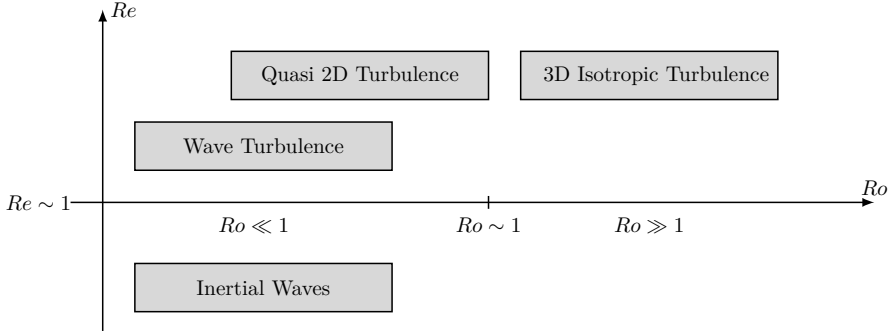 Re
Quasi 2D Turbulence
3D Isotropic Turbulence
Wave Turbulence
Re ∼ 1
Ro
Ro ≪ 1
Ro ∼ 1
Ro ≫ 1
Inertial Waves